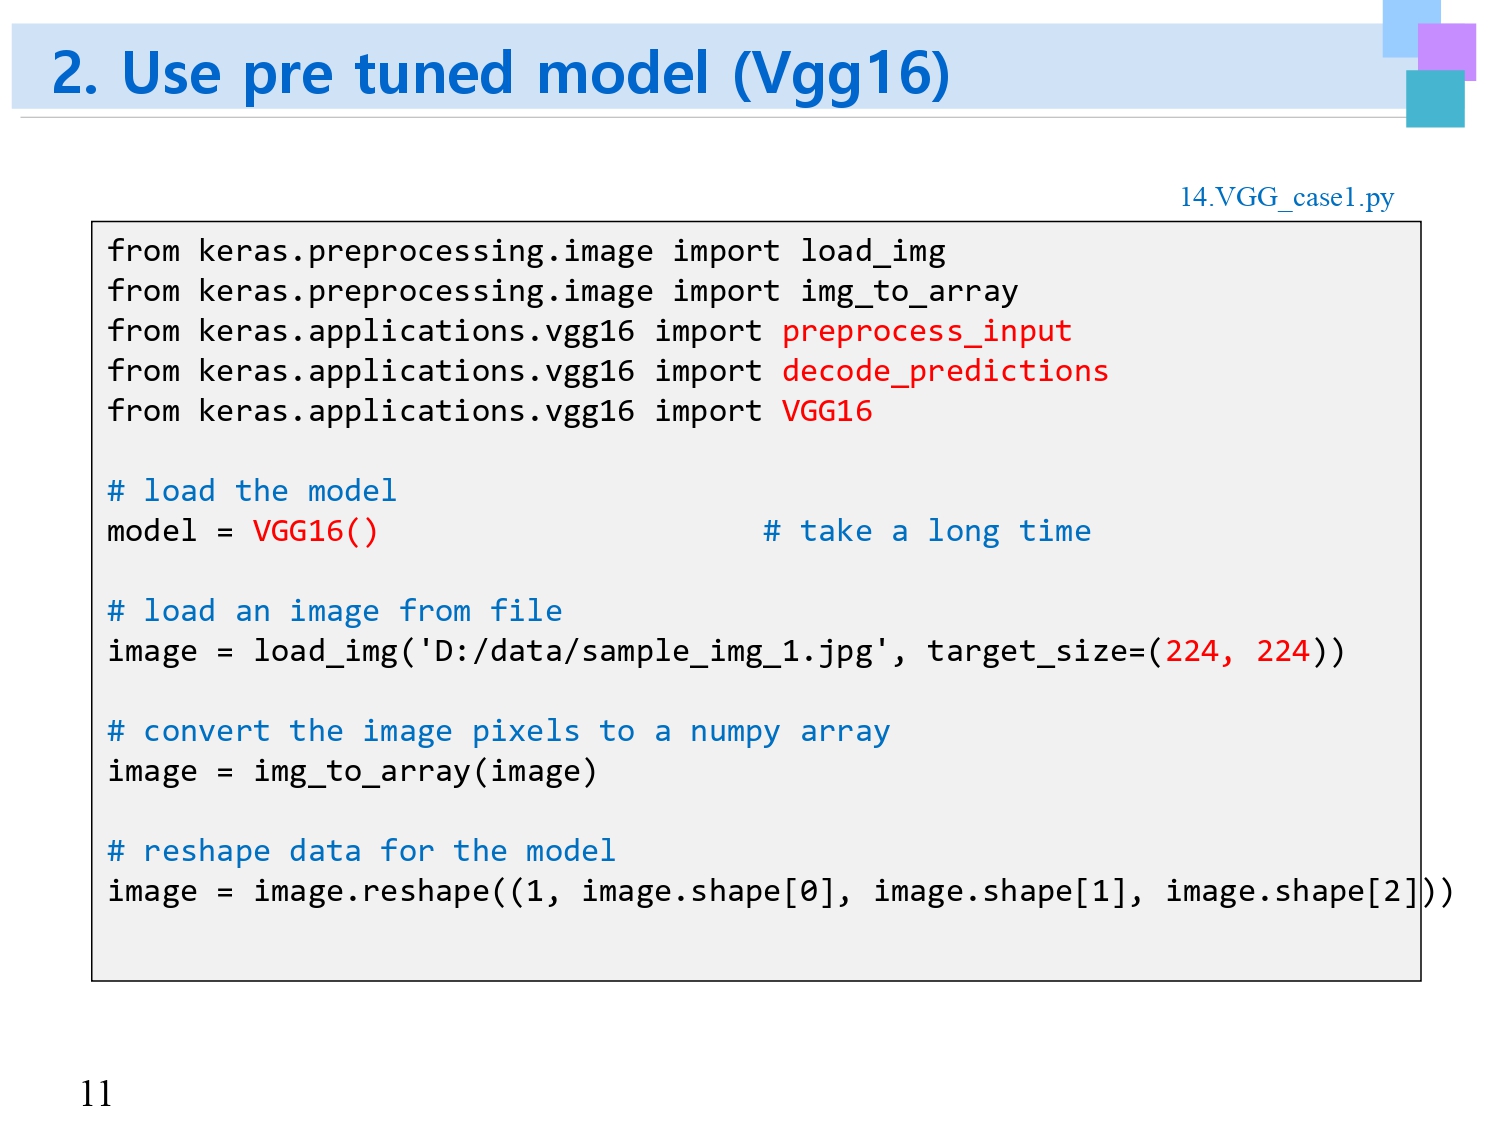 2. Use pre tuned model (Vgg16)
14.VGG_case1.py
from keras.preprocessing.image import load_img
from keras.preprocessing.image import img_to_array
from keras.applications.vgg16 import preprocess_input
from keras.applications.vgg16 import decode_predictions
from keras.applications.vgg16 import VGG16
# load the model
model = VGG16()                     # take a long time
# load an image from file
image = load_img('D:/data/sample_img_1.jpg', target_size=(224, 224))
# convert the image pixels to a numpy array
image = img_to_array(image)
# reshape data for the model
image = image.reshape((1, image.shape[0], image.shape[1], image.shape[2]))
11